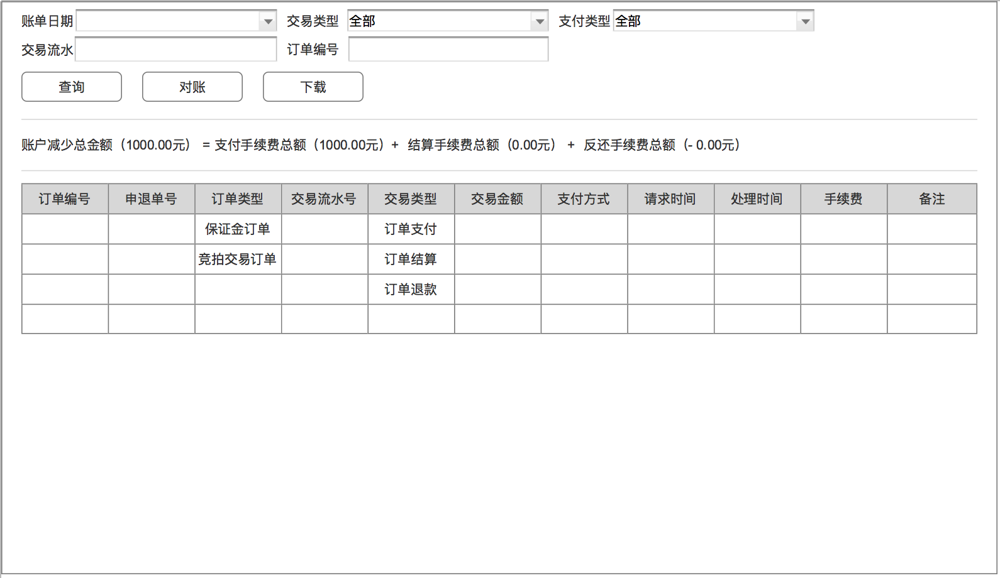 账单日期 交易类型 全部 支付类型 全部
交易流水 订单编号
查询 对账 下载
账户减少总金额（1000.00元） = 支付手续费总额（1000.00元）+ 结算手续费总额（0.00元） + 反还手续费总额（- 0.00元）
订单编号 申退单号 订单类型 交易流水号 交易类型 交易金额 支付方式 请求时间 处理时间 手续费 备注
保证金订单 订单支付
竞拍交易订单 订单结算
订单退款